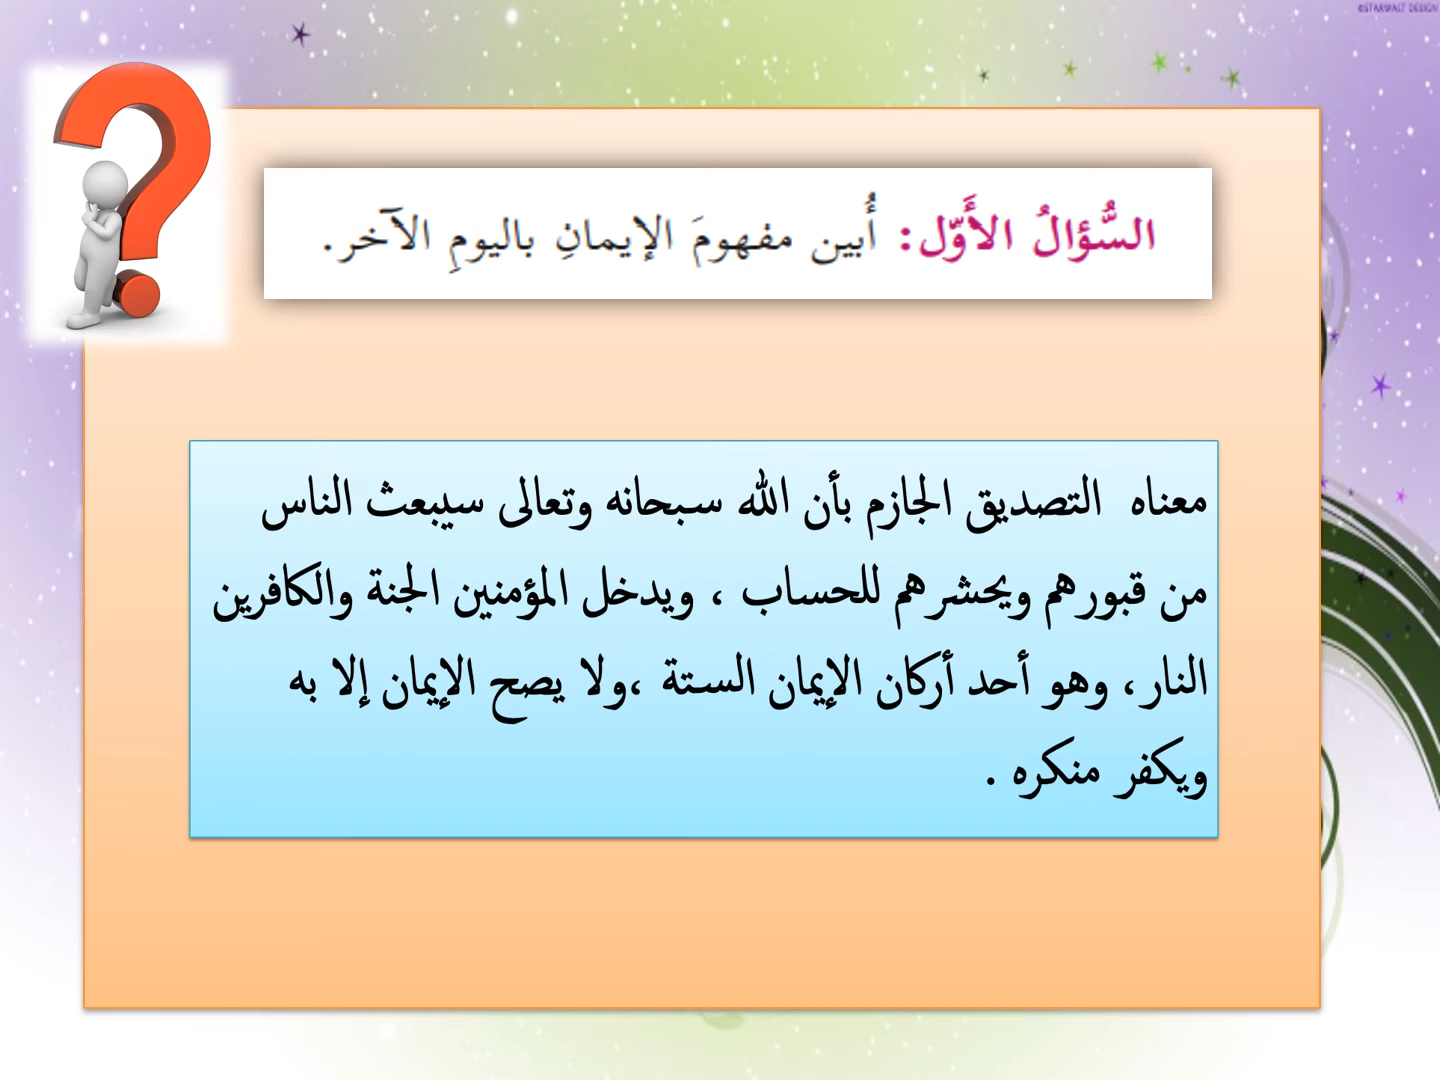 ©STARWALT DESIGN
السُّؤالُ الأَوّل: أُبين مفهومَ الإيمانِ باليومِ الآخر.
معناه التصديق الجازم بأن الله سبحانه وتعالى سيبعث الناس
من قبورهم ويحشرهم للحساب ، ويدخل المؤمنين الجنة والكافرين
النار، وهو أحد أركان الإيمان الستة ،ولا يصح الإيمان إلا به
ويكفر منكره .